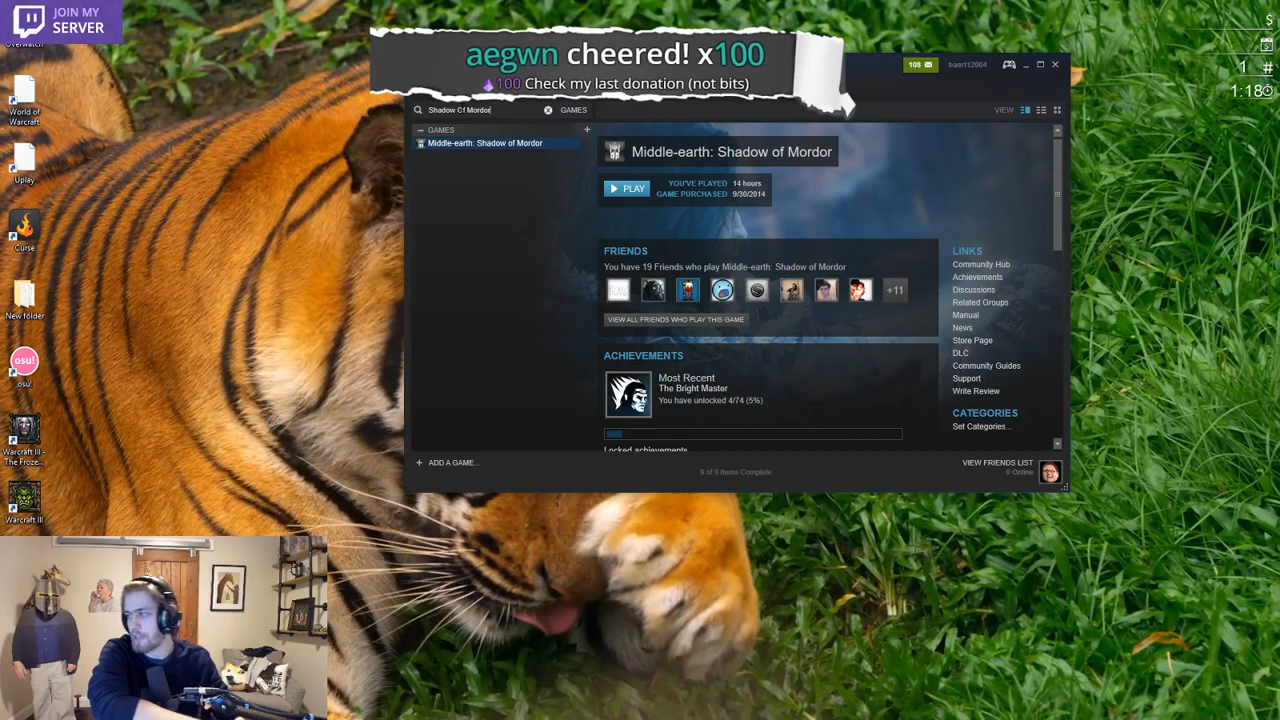 JOIN MY
SERVER
Overwatch
World of
Warcraft
Uplay
Curse
New folder
osu!
osu!
Warcraft III -
The Froze...
Warcraft III
aegwn cheered! x100
100 Check my last donation (not bits)
108
bam112004
Shadow Of Mordor
GAMES
VIEW
GAMES
Middle-earth: Shadow of Mordor
Middle-earth: Shadow of Mordor
PLAY
YOU'VE PLAYED 14 hours
GAME PURCHASED 9/30/2014
FRIENDS
You have 19 Friends who play Middle-earth: Shadow of Mordor
+11
VIEW ALL FRIENDS WHO PLAY THIS GAME
ACHIEVEMENTS
Most Recent
The Bright Master
You have unlocked 4/74 (5%)
Locked achievements
LINKS
Community Hub
Achievements
Discussions
Related Groups
Manual
News
Store Page
DLC
Community Guides
Support
Write Review
CATEGORIES
Set Categories...
+ ADD A GAME...
9 of 9 Items Complete
VIEW FRIENDS LIST
0 Online
$
1 #
1:18